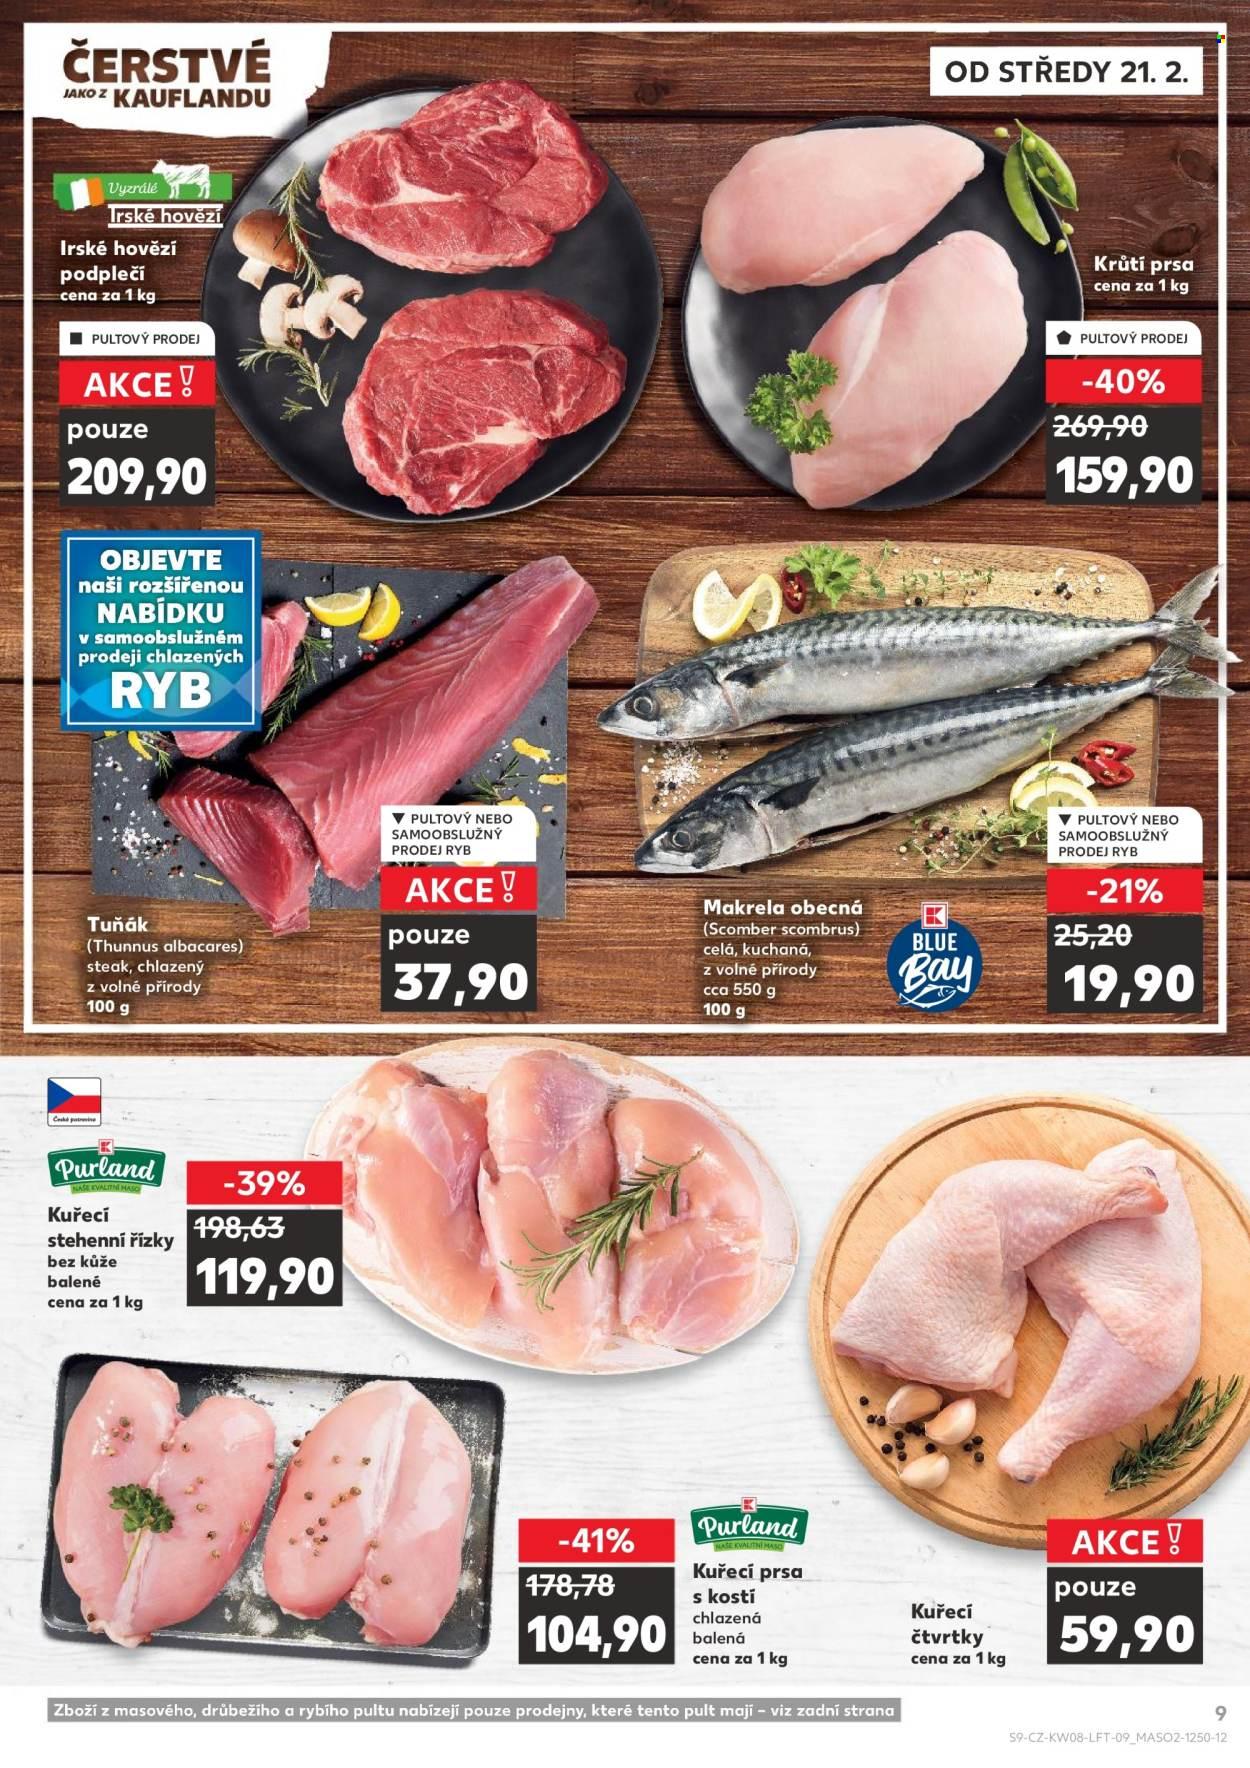 ČERSTVÉ
JAKO Z KAUFLANDU
OD STŘEDY 21. 2.
Vyzrálé
Irské hovězí
Irské hovězí
podplečí
cena za 1 kg
PULTOVÝ PRODEJ
AKCE!
pouze
209,90
Krůtí prsa
cena za 1 kg
PULTOVÝ PRODEJ
-40%
269,90
159,90
OBJEVTE
naši rozšířenou
NABÍDKU
v samoobslužném
prodeji chlazených
RYB
PULTOVÝ NEBO
SAMOOBSLUŽNÝ
PRODEJ RYB
AKCE!
pouze
37,90
Tuňák
(Thunnus albacares)
steak, chlazený
z volné přírody
100 g
PULTOVÝ NEBO
SAMOOBSLUŽNÝ
PRODEJ RYB
-21%
25,20
19,90
Makrela obecná
(Scomber scombrus)
celá, kuchaná,
z volné přírody
cca 550 g
100 g
BLUE
Bay
Česká potravina
Purland
NAŠE KVALITNÍ MASO
Kuřecí
stehenní řízky
bez kůže
balené
cena za 1 kg
-39%
198,63
119,90
-41%
178,78
104,90
Purland
NAŠE KVALITNÍ MASO
Kuřecí prsa
s kostí
chlazená
balená
cena za 1 kg
Kuřecí
čtvrtky
cena za 1 kg
AKCE!
pouze
59,90
Zboží z masového, drůbežího a rybího pultu nabízejí pouze prodejny, které tento pult mají – viz zadní strana
9
S9-CZ-KW08-LFT-09_MASO2-1250-12